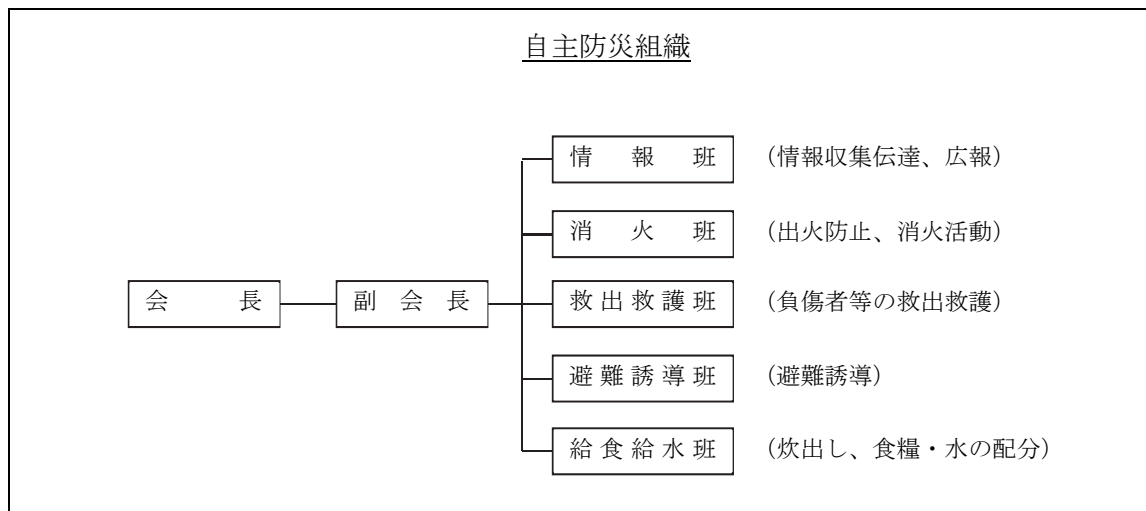 自主防災組織
情報班 (情報収集伝達、広報)
消火班 (出火防止、消火活動)
会長 副会長 救出救護班 (負傷者等の救出救護)
避難誘導班 (避難誘導)
給食給水班 (炊出し、食糧・水の配分)